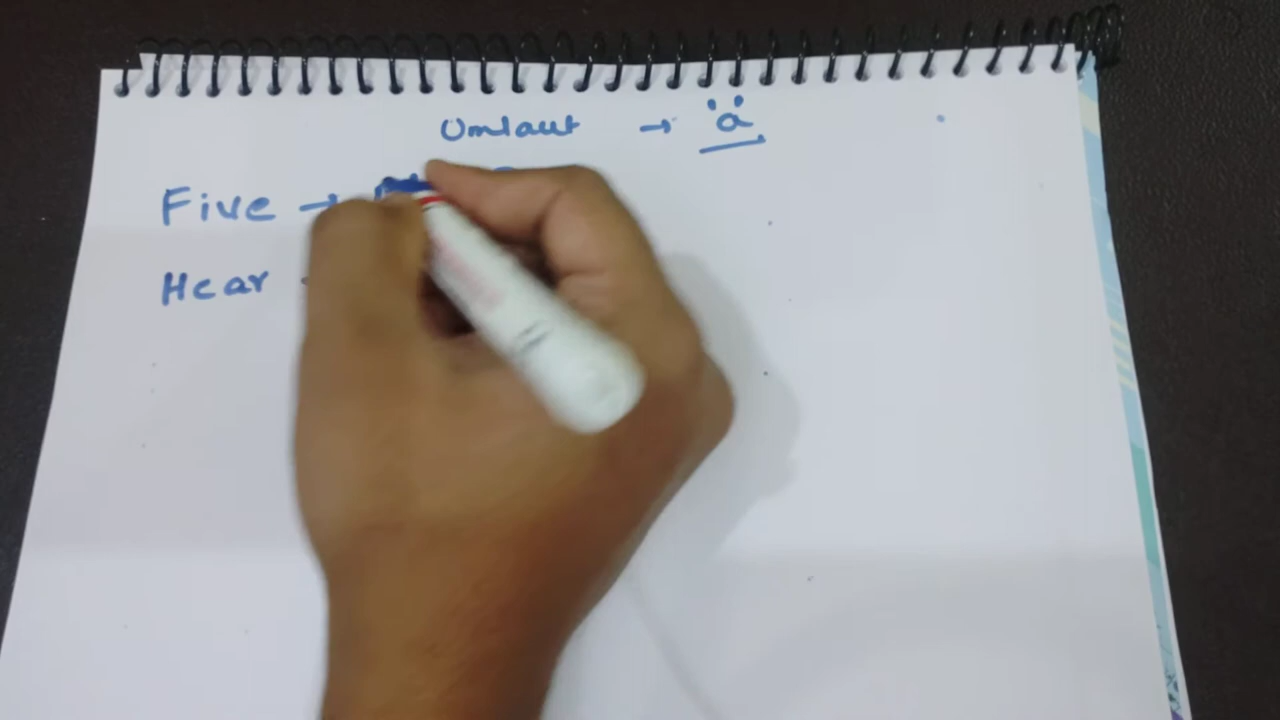 Umlaut → ä
Five →
Hear